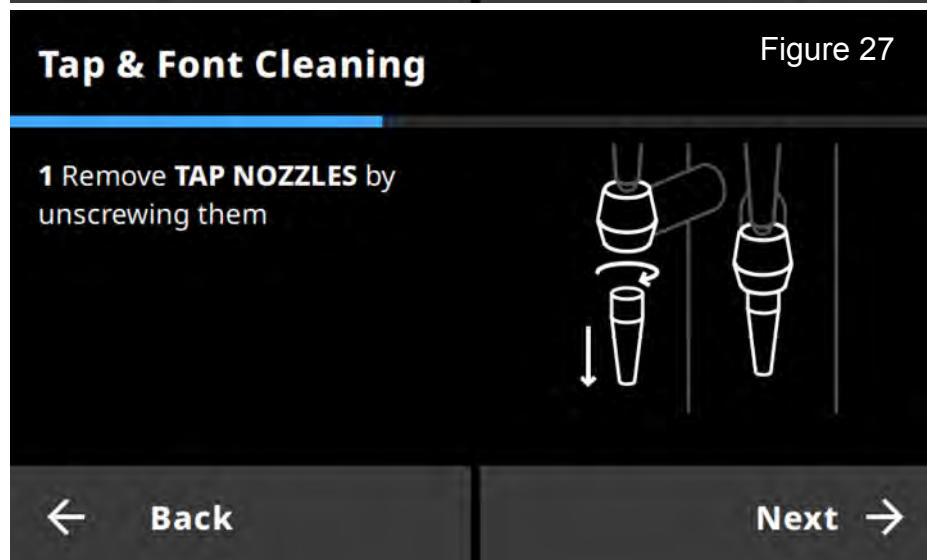 Tap & Font Cleaning
Figure 27
1 Remove TAP NOZZLES by
unscrewing them
Back
Next